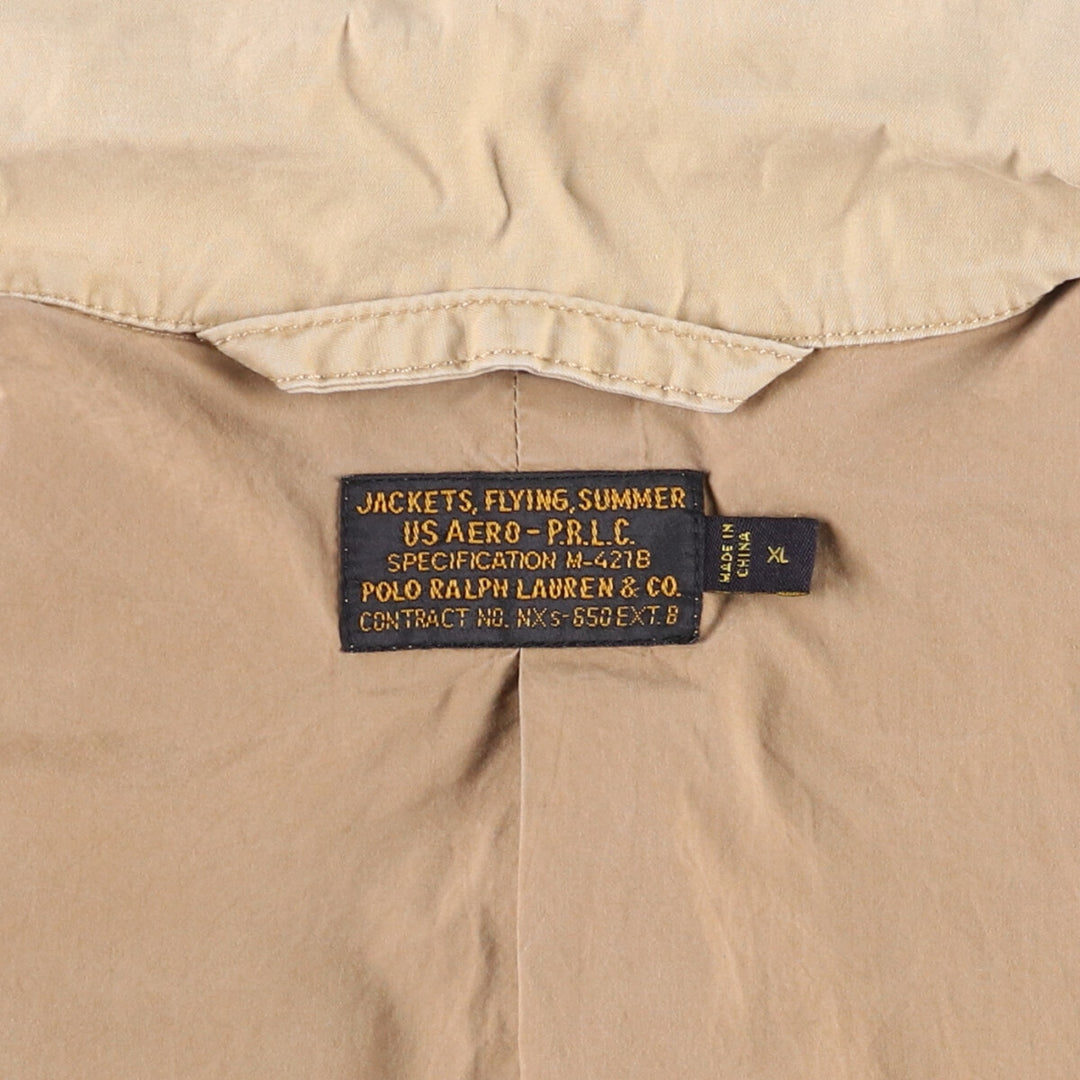 JACKETS, FLYING, SUMMER
US AERO - P.R.L.C.
SPECIFICATION M-421B
POLO RALPH LAUREN & CO.
CONTRACT NO. NXs-650 EXT. B
MADE IN
CHINA
XL